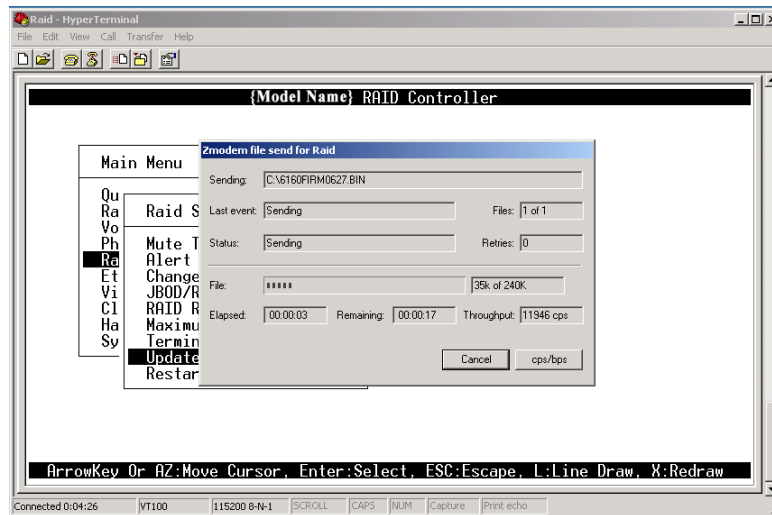 Raid - HyperTerminal
File Edit View Call Transfer Help
{Model Name} RAID Controller
Main Menu
Qu
Ra
Vo
Ph
Ra
Et
Vi
Cl
Ha
Sy
Raid S
Mute T
Alert
Change
JBOD/R
RAID R
Maximu
Termin
Update
Restar
Zmodem file send for Raid
Sending: C:\6160FIRM0627.BIN
Last event: Sending Files: 1 of 1
Status: Sending Retries: 0
File: 35k of 240K
Elapsed: 00:00:03 Remaining: 00:00:17 Throughput: 11946 cps
Cancel cps/bps
ArrowKey Or AZ:Move Cursor, Enter:Select, ESC:Escape, L:Line Draw, X:Redraw
Connected 0:04:26 VT100 115200 8-N-1 SCROLL CAPS NUM Capture Print echo